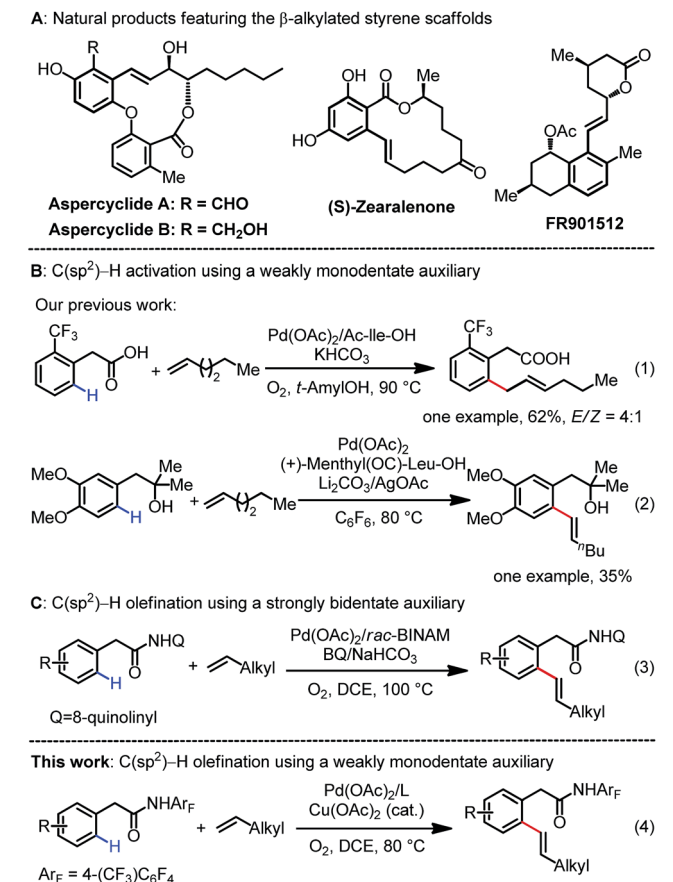 A: Natural products featuring the β-alkylated styrene scaffolds
R
OH
HO
O
O
O
Me
Aspercyclide A: R = CHO
Aspercyclide B: R = CH2OH
OH
O
Me
O
HO
O
(S)-Zearalenone
Me
O
O
OAc
Me
Me
FR901512
B: C(sp2)–H activation using a weakly monodentate auxiliary
Our previous work:
CF3
OH
O
H
+
2
Me
Pd(OAc)2/Ac-Ile-OH
KHCO3
O2, t-AmylOH, 90 °C
CF3
COOH
Me
(1)
one example, 62%, E/Z = 4:1
MeO
MeO
Me
Me
OH
H
+
2
Me
Pd(OAc)2
(+)-Menthyl(OC)-Leu-OH
Li2CO3/AgOAc
C6F6, 80 °C
MeO
MeO
Me
Me
OH
nBu
(2)
one example, 35%
C: C(sp2)–H olefination using a strongly bidentate auxiliary
R
NHQ
O
H
+
Alkyl
Pd(OAc)2/rac-BINAM
BQ/NaHCO3
O2, DCE, 100 °C
R
NHQ
O
Alkyl
(3)
Q=8-quinolinyl
This work: C(sp2)–H olefination using a weakly monodentate auxiliary
R
NHArF
O
H
+
Alkyl
Pd(OAc)2/L
Cu(OAc)2 (cat.)
O2, DCE, 80 °C
R
NHArF
O
Alkyl
(4)
ArF = 4-(CF3)C6F4